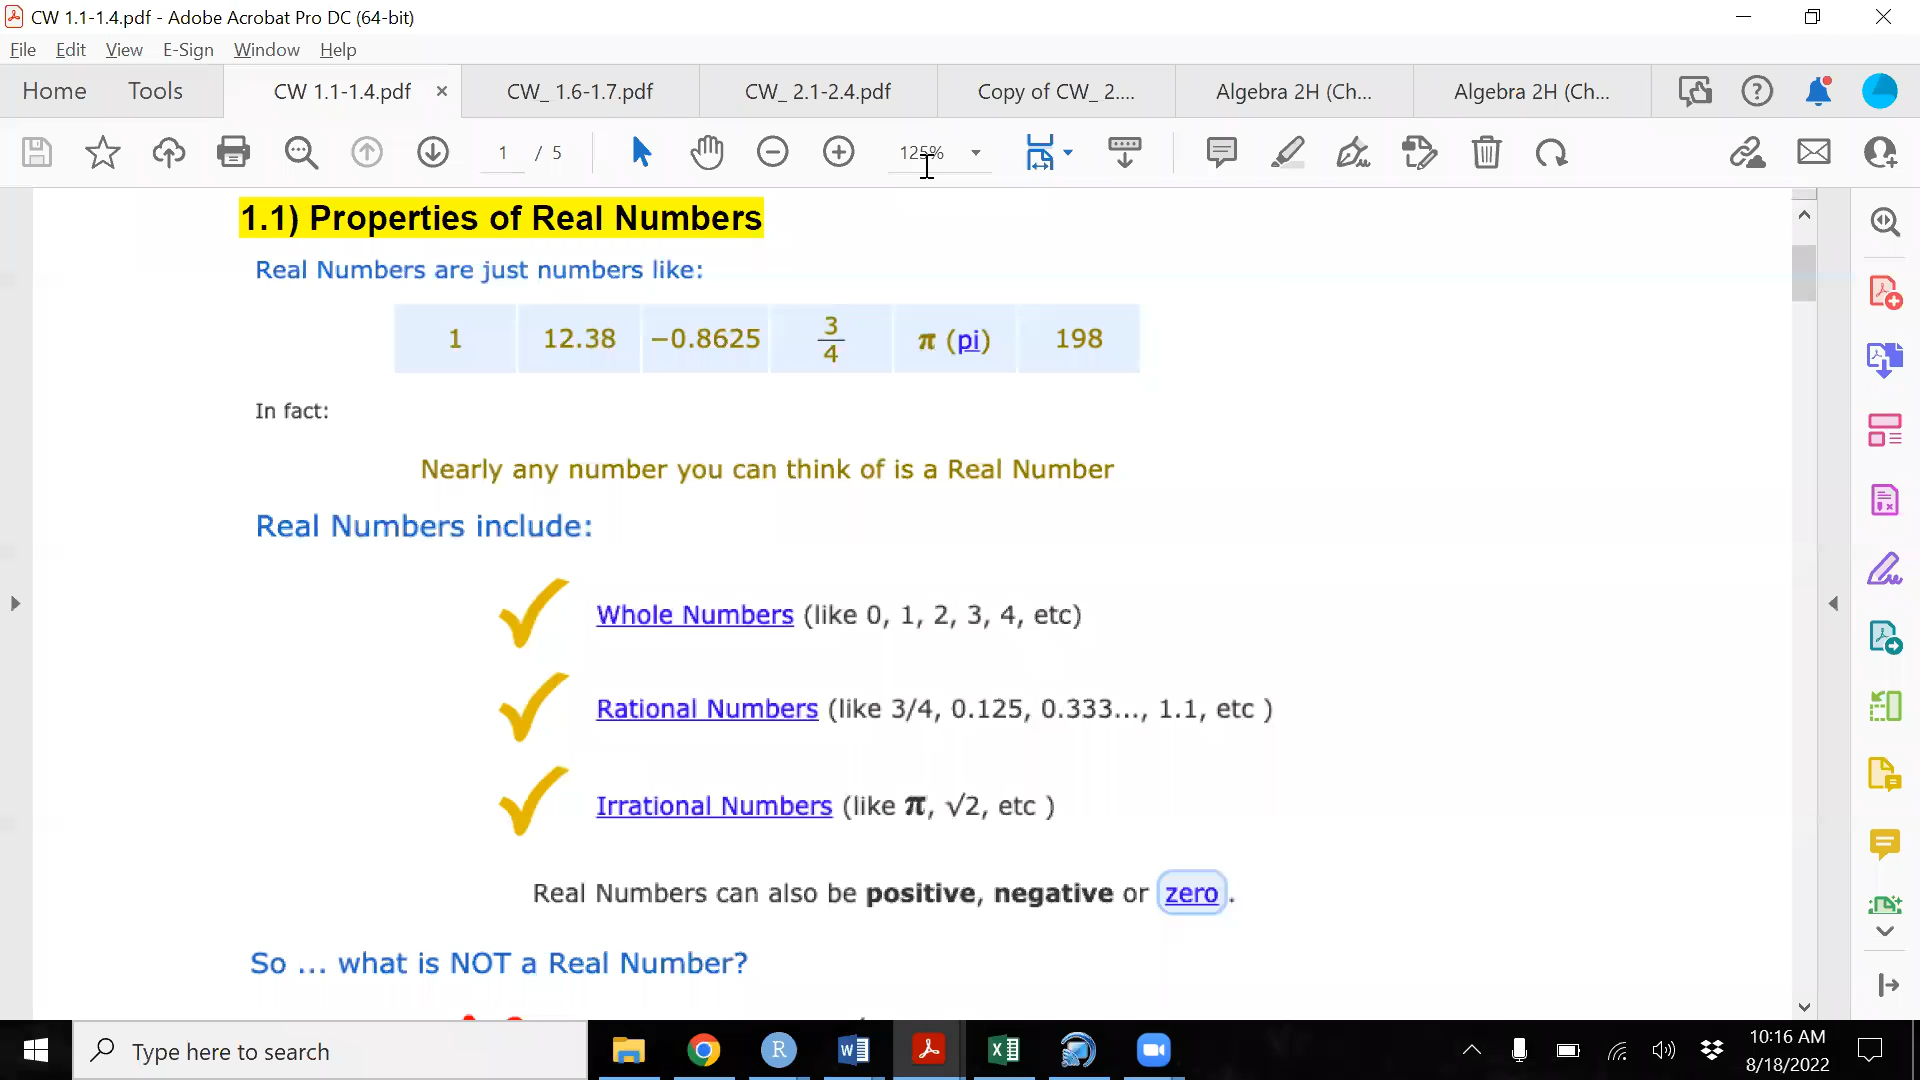 CW 1.1-1.4.pdf - Adobe Acrobat Pro DC (64-bit)
File Edit View E-Sign Window Help
Home Tools CW 1.1-1.4.pdf × CW_ 1.6-1.7.pdf CW_ 2.1-2.4.pdf Copy of CW_ 2.... Algebra 2H (Ch... Algebra 2H (Ch...
1 / 5 125%
1.1) Properties of Real Numbers
Real Numbers are just numbers like:
1 12.38 −0.8625 3/4 π (pi) 198
In fact:
Nearly any number you can think of is a Real Number
Real Numbers include:
Whole Numbers (like 0, 1, 2, 3, 4, etc)
Rational Numbers (like 3/4, 0.125, 0.333..., 1.1, etc )
Irrational Numbers (like π, √2, etc )
Real Numbers can also be positive, negative or zero.
So ... what is NOT a Real Number?
Type here to search
10:16 AM
8/18/2022